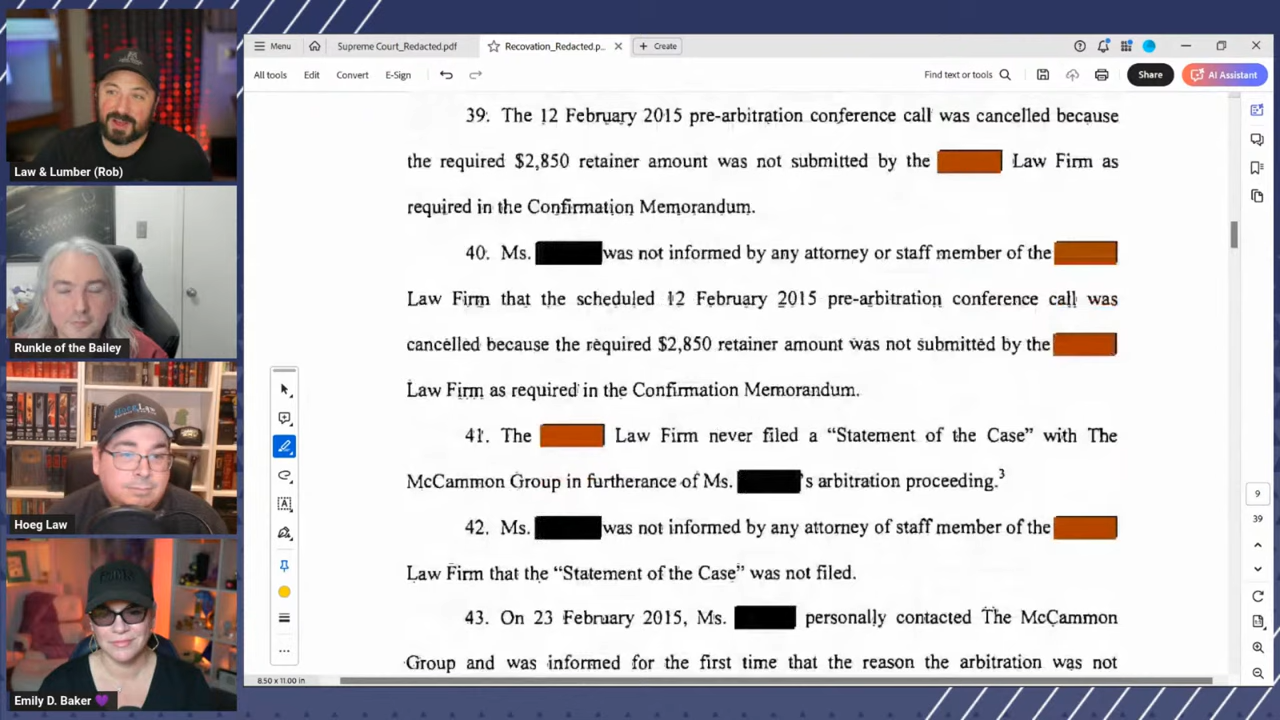 Law & Lumber (Rob)
Runkle of the Bailey
HOEG LAW
Hoeg Law
Emily D. Baker
Menu
Supreme Court_Redacted.pdf
Recovation_Redacted.p...
Create
All tools
Edit
Convert
E-Sign
Find text or tools
Share
AI Assistant
39. The 12 February 2015 pre-arbitration conference call was cancelled because
the required $2,850 retainer amount was not submitted by the Law Firm as
required in the Confirmation Memorandum.
40. Ms. was not informed by any attorney or staff member of the
Law Firm that the scheduled 12 February 2015 pre-arbitration conference call was
cancelled because the required $2,850 retainer amount was not submitted by the
Law Firm as required in the Confirmation Memorandum.
41. The Law Firm never filed a “Statement of the Case” with The
McCammon Group in furtherance of Ms. 's arbitration proceeding.3
42. Ms. was not informed by any attorney of staff member of the
Law Firm that the “Statement of the Case” was not filed.
43. On 23 February 2015, Ms. personally contacted The McCammon
Group and was informed for the first time that the reason the arbitration was not
8.50 x 11.00 in
9
39